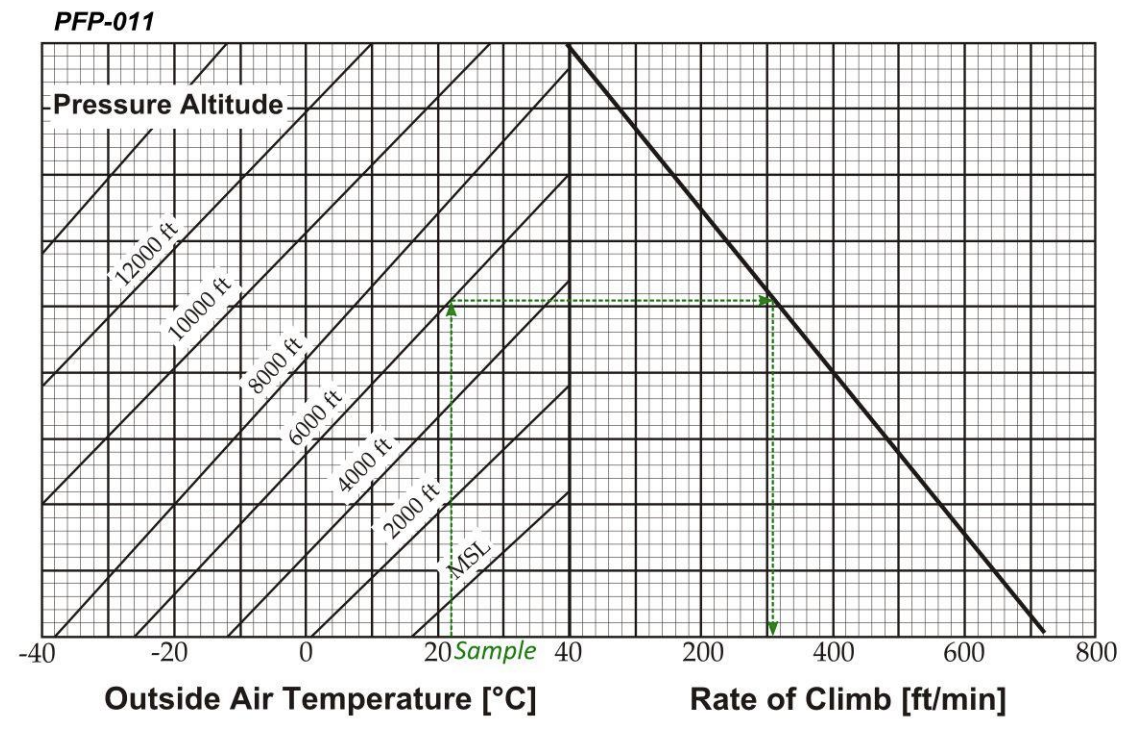 PFP-011
Pressure Altitude
12000 ft
10000 ft
8000 ft
6000 ft
4000 ft
2000 ft
MSL
-40 -20 0 20 Sample 40 200 400 600 800
Outside Air Temperature [°C] Rate of Climb [ft/min]